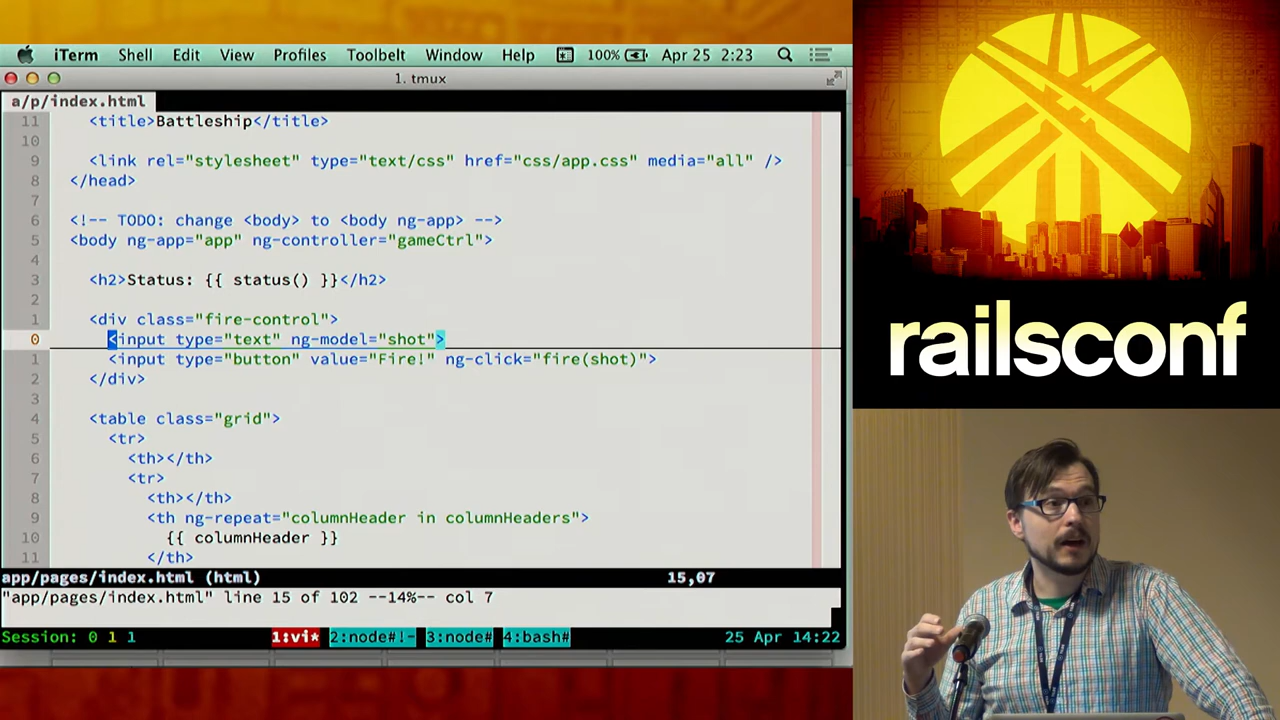 iTerm Shell Edit View Profiles Toolbelt Window Help 100% Apr 25 2:23
1. tmux
a/p/index.html
11 <title>Battleship</title>
10
9 <link rel="stylesheet" type="text/css" href="css/app.css" media="all" />
8 </head>
7
6 <!-- TODO: change <body> to <body ng-app> -->
5 <body ng-app="app" ng-controller="gameCtrl">
4
3 <h2>Status: {{ status() }}</h2>
2
1 <div class="fire-control">
0 <input type="text" ng-model="shot">
1 <input type="button" value="Fire!" ng-click="fire(shot)">
2 </div>
3
4 <table class="grid">
5 <tr>
6 <th></th>
7 <tr>
8 <th></th>
9 <th ng-repeat="columnHeader in columnHeaders">
10 {{ columnHeader }}
11 </th>
app/pages/index.html (html) 15,07
"app/pages/index.html" line 15 of 102 --14%-- col 7
Session: 0 1 1 1:vi* 2:node#!- 3:node# 4:bash# 25 Apr 14:22
railsconf